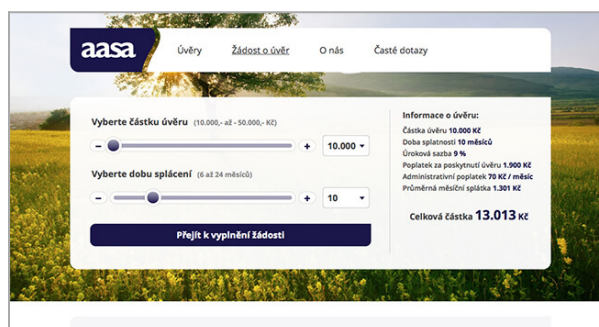 aasa
Úvěry Žádost o úvěr O nás Časté dotazy
Vyberte částku úvěru (10.000,- až - 50.000,- Kč)
- + 10.000
Vyberte dobu splácení (6 až 24 měsíců)
- + 10
Přejít k vyplnění žádosti
Informace o úvěru:
Částka úvěru 10.000 Kč
Doba splatnosti 10 měsíců
Úroková sazba 9 %
Poplatek za poskytnutí úvěru 1.900 Kč
Administrativní poplatek 70 Kč / měsíc
Průměrná měsíční splátka 1.301 Kč
Celková částka 13.013 Kč